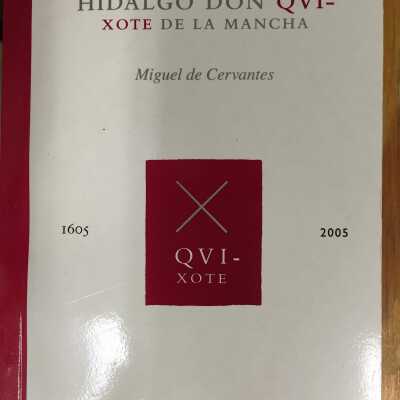 HIDALGO DON QVI-
XOTE DE LA MANCHA
Miguel de Cervantes
1605
2005
QVI-
XOTE